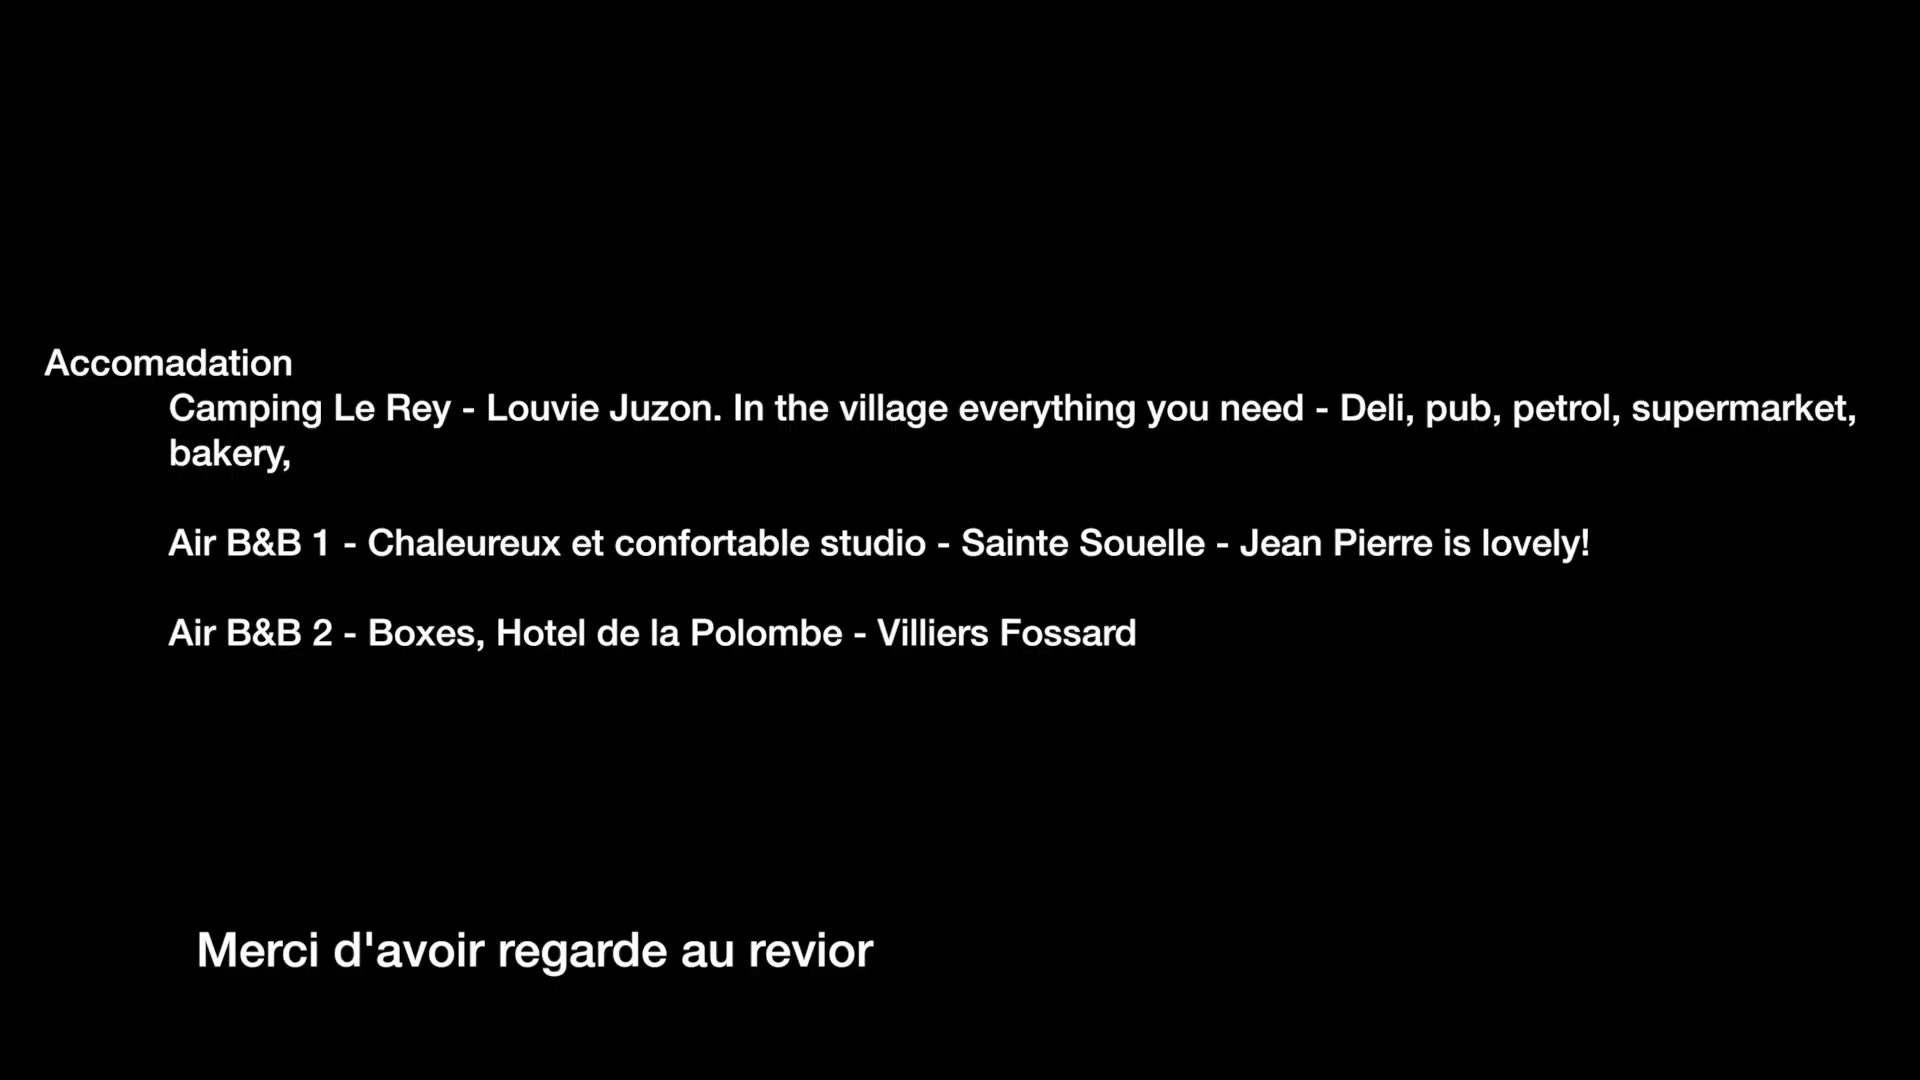 Accomadation
Camping Le Rey - Louvie Juzon. In the village everything you need - Deli, pub, petrol, supermarket,
bakery,
Air B&B 1 - Chaleureux et confortable studio - Sainte Souelle - Jean Pierre is lovely!
Air B&B 2 - Boxes, Hotel de la Polombe - Villiers Fossard
Merci d'avoir regarde au revior